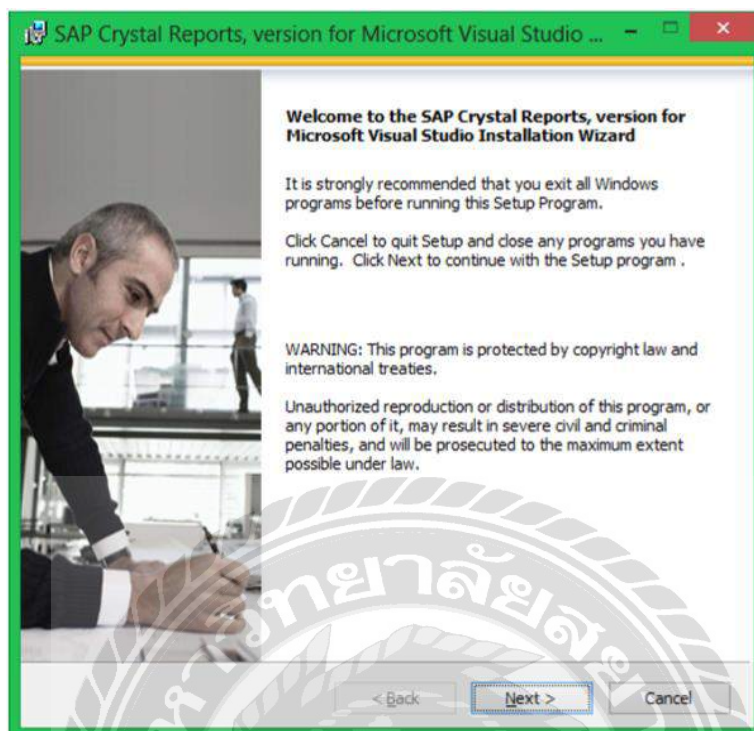 SAP Crystal Reports, version for Microsoft Visual Studio ...
Welcome to the SAP Crystal Reports, version for
Microsoft Visual Studio Installation Wizard
It is strongly recommended that you exit all Windows
programs before running this Setup Program.
Click Cancel to quit Setup and close any programs you have
running. Click Next to continue with the Setup program .
WARNING: This program is protected by copyright law and
international treaties.
Unauthorized reproduction or distribution of this program, or
any portion of it, may result in severe civil and criminal
penalties, and will be prosecuted to the maximum extent
possible under law.
< Back Next > Cancel